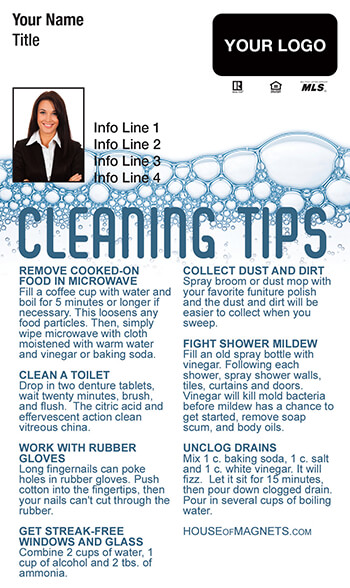 Your Name
Title
YOUR LOGO
MLS
Info Line 1
Info Line 2
Info Line 3
Info Line 4
CLEANING TIPS
REMOVE COOKED-ON
FOOD IN MICROWAVE
Fill a coffee cup with water and
boil for 5 minutes or longer if
necessary. This loosens any
food particles. Then, simply
wipe microwave with cloth
moistened with warm water
and vinegar or baking soda.
CLEAN A TOILET
Drop in two denture tablets,
wait twenty minutes, brush,
and flush.  The citric acid and
effervescent action clean
vitreous china.
WORK WITH RUBBER
GLOVES
Long fingernails can poke
holes in rubber gloves. Push
cotton into the fingertips, then
your nails can't cut through the
rubber.
GET STREAK-FREE
WINDOWS AND GLASS
Combine 2 cups of water, 1
cup of alcohol and 2 tbs. of
ammonia.
COLLECT DUST AND DIRT
Spray broom or dust mop with
your favorite funiture polish
and the dust and dirt will be
easier to collect when you
sweep.
FIGHT SHOWER MILDEW
Fill an old spray bottle with
vinegar. Following each
shower, spray shower walls,
tiles, curtains and doors.
Vinegar will kill mold bacteria
before mildew has a chance to
get started, remove soap
scum, and body oils.
UNCLOG DRAINS
Mix 1 c. baking soda, 1 c. salt
and 1 c. white vinegar. It will
fizz.  Let it sit for 15 minutes,
then pour down clogged drain.
Pour in several cups of boiling
water.
HOUSEOFMAGNETS.COM